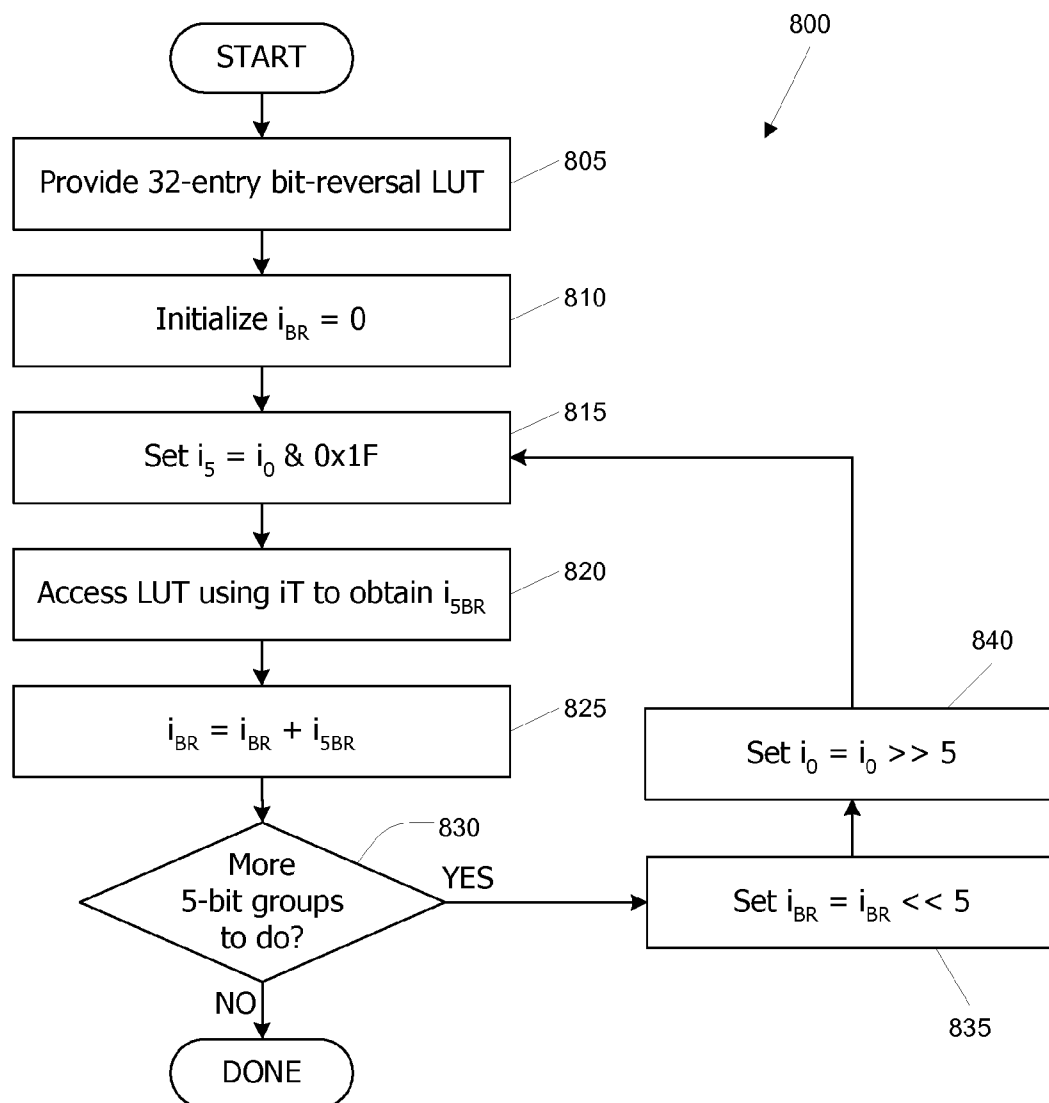 800
START
Provide 32-entry bit-reversal LUT
805
Initialize i_BR = 0
810
Set i_5 = i_0 & 0x1F
815
Access LUT using iT to obtain i_5BR
820
i_BR = i_BR + i_5BR
825
More
5-bit groups
to do?
830
YES
Set i_BR = i_BR << 5
835
Set i_0 = i_0 >> 5
840
NO
DONE